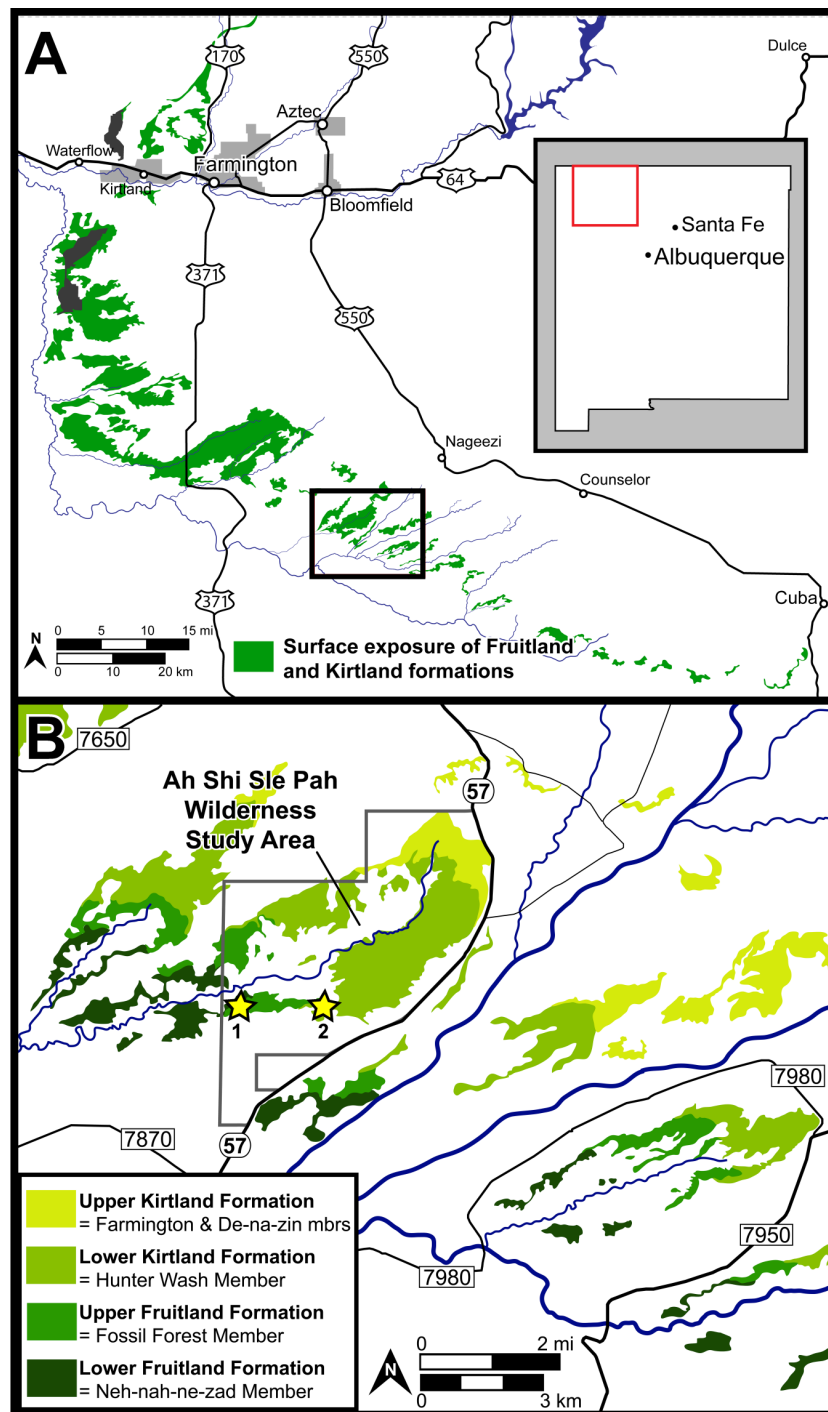 A
170
550
Dulce
Aztec
Waterflow
Farmington
Kirtland
64
Bloomfield
Santa Fe
Albuquerque
371
550
Nageezi
Counselor
371
Cuba
N
0 5 10 15 mi
0 10 20 km
Surface exposure of Fruitland
and Kirtland formations
B
7650
57
Ah Shi Sle Pah
Wilderness
Study Area
1
2
7980
7870
57
7950
7980
Upper Kirtland Formation
= Farmington & De-na-zin mbrs
Lower Kirtland Formation
= Hunter Wash Member
Upper Fruitland Formation
= Fossil Forest Member
Lower Fruitland Formation
= Neh-nah-ne-zad Member
N
0 2 mi
0 3 km